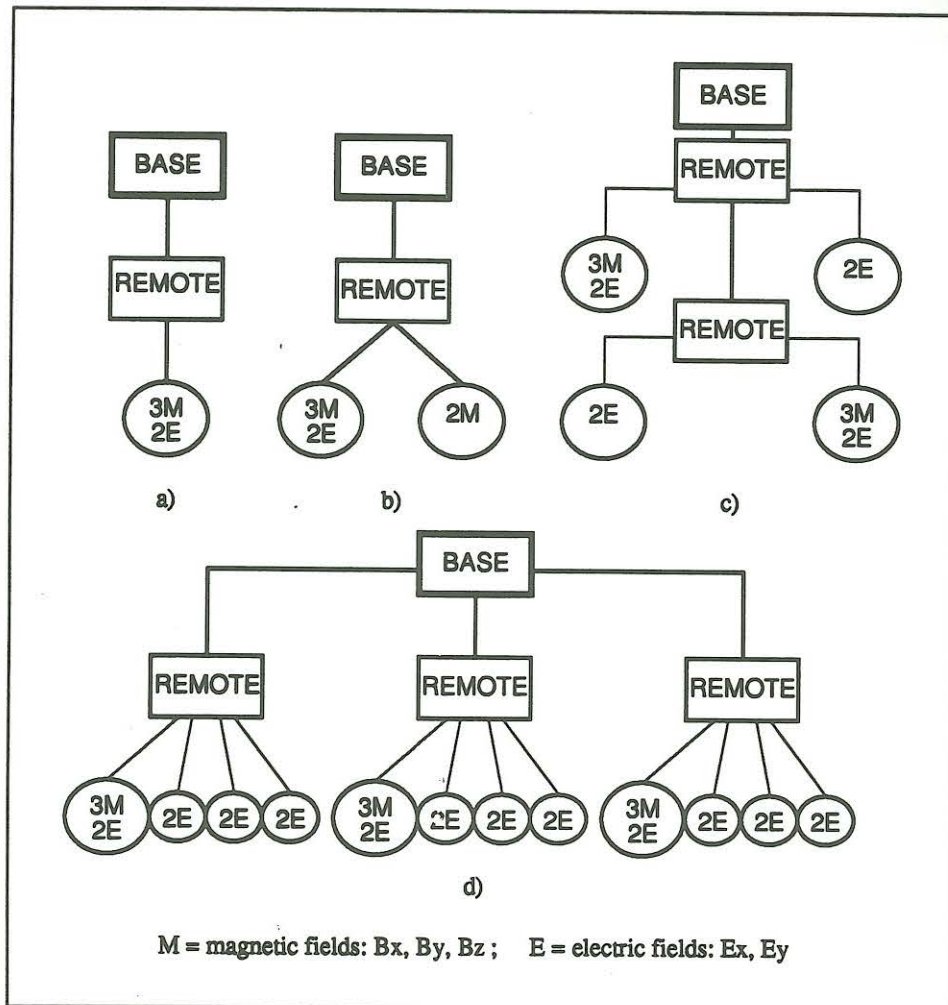 BASE
REMOTE
3M
2E
a)
BASE
REMOTE
3M
2E
2M
b)
BASE
REMOTE
3M
2E
2E
REMOTE
2E
3M
2E
c)
BASE
REMOTE
REMOTE
REMOTE
3M
2E
2E
2E
2E
3M
2E
2E
2E
2E
3M
2E
2E
2E
2E
d)
M = magnetic fields: Bx, By, Bz ; E = electric fields: Ex, Ey